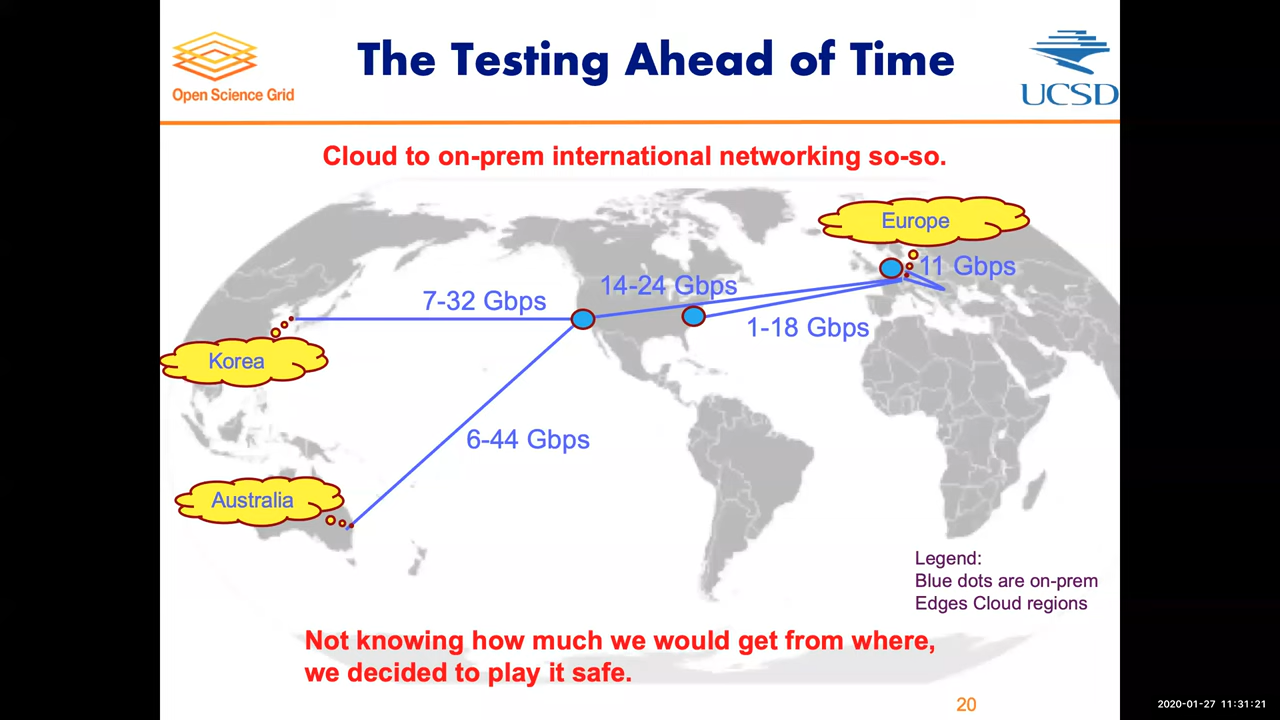 The Testing Ahead of Time
Open Science Grid
UCSD
Cloud to on-prem international networking so-so.
Europe
11 Gbps
14-24 Gbps
7-32 Gbps
1-18 Gbps
Korea
6-44 Gbps
Australia
Legend:
Blue dots are on-prem
Edges Cloud regions
Not knowing how much we would get from where,
we decided to play it safe.
20
2020-01-27 11:31:21